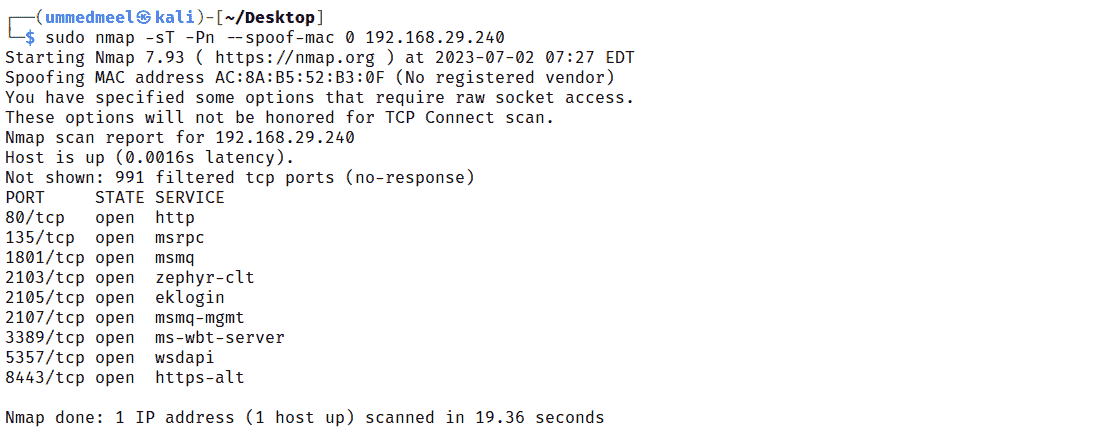 ┌──(ummedmeel㉿kali)-[~/Desktop]
└─$ sudo nmap -sT -Pn --spoof-mac 0 192.168.29.240
Starting Nmap 7.93 ( https://nmap.org ) at 2023-07-02 07:27 EDT
Spoofing MAC address AC:8A:B5:52:B3:0F (No registered vendor)
You have specified some options that require raw socket access.
These options will not be honored for TCP Connect scan.
Nmap scan report for 192.168.29.240
Host is up (0.0016s latency).
Not shown: 991 filtered tcp ports (no-response)
PORT     STATE SERVICE
80/tcp   open  http
135/tcp  open  msrpc
1801/tcp open  msmq
2103/tcp open  zephyr-clt
2105/tcp open  eklogin
2107/tcp open  msmq-mgmt
3389/tcp open  ms-wbt-server
5357/tcp open  wsdapi
8443/tcp open  https-alt
Nmap done: 1 IP address (1 host up) scanned in 19.36 seconds